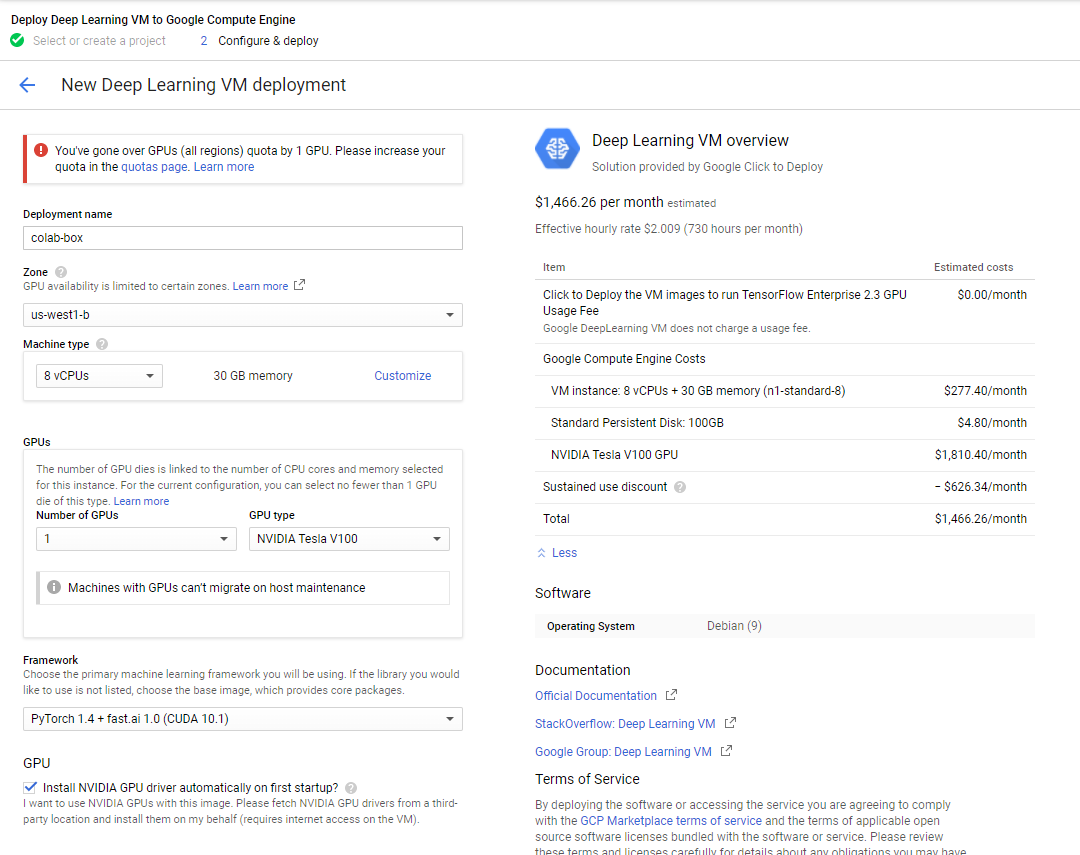 Deploy Deep Learning VM to Google Compute Engine
Select or create a project 2 Configure & deploy
New Deep Learning VM deployment
You've gone over GPUs (all regions) quota by 1 GPU. Please increase your
quota in the quotas page. Learn more
Deployment name
colab-box
Zone
GPU availability is limited to certain zones. Learn more
us-west1-b
Machine type
8 vCPUs 30 GB memory Customize
GPUs
The number of GPU dies is linked to the number of CPU cores and memory selected
for this instance. For the current configuration, you can select no fewer than 1 GPU
die of this type. Learn more
Number of GPUs GPU type
1 NVIDIA Tesla V100
Machines with GPUs can't migrate on host maintenance
Framework
Choose the primary machine learning framework you will be using. If the library you would
like to use is not listed, choose the base image, which provides core packages.
PyTorch 1.4 + fast.ai 1.0 (CUDA 10.1)
GPU
Install NVIDIA GPU driver automatically on first startup?
I want to use NVIDIA GPUs with this image. Please fetch NVIDIA GPU drivers from a third-
party location and install them on my behalf (requires internet access on the VM).
Deep Learning VM overview
Solution provided by Google Click to Deploy
$1,466.26 per month estimated
Effective hourly rate $2.009 (730 hours per month)
Item Estimated costs
Click to Deploy the VM images to run TensorFlow Enterprise 2.3 GPU $0.00/month
Usage Fee
Google DeepLearning VM does not charge a usage fee.
Google Compute Engine Costs
VM instance: 8 vCPUs + 30 GB memory (n1-standard-8) $277.40/month
Standard Persistent Disk: 100GB $4.80/month
NVIDIA Tesla V100 GPU $1,810.40/month
Sustained use discount − $626.34/month
Total $1,466.26/month
Less
Software
Operating System Debian (9)
Documentation
Official Documentation
StackOverflow: Deep Learning VM
Google Group: Deep Learning VM
Terms of Service
By deploying the software or accessing the service you are agreeing to comply
with the GCP Marketplace terms of service and the terms of applicable open
source software licenses bundled with the software or service. Please review
these terms and licenses carefully for details about any obligations you may have